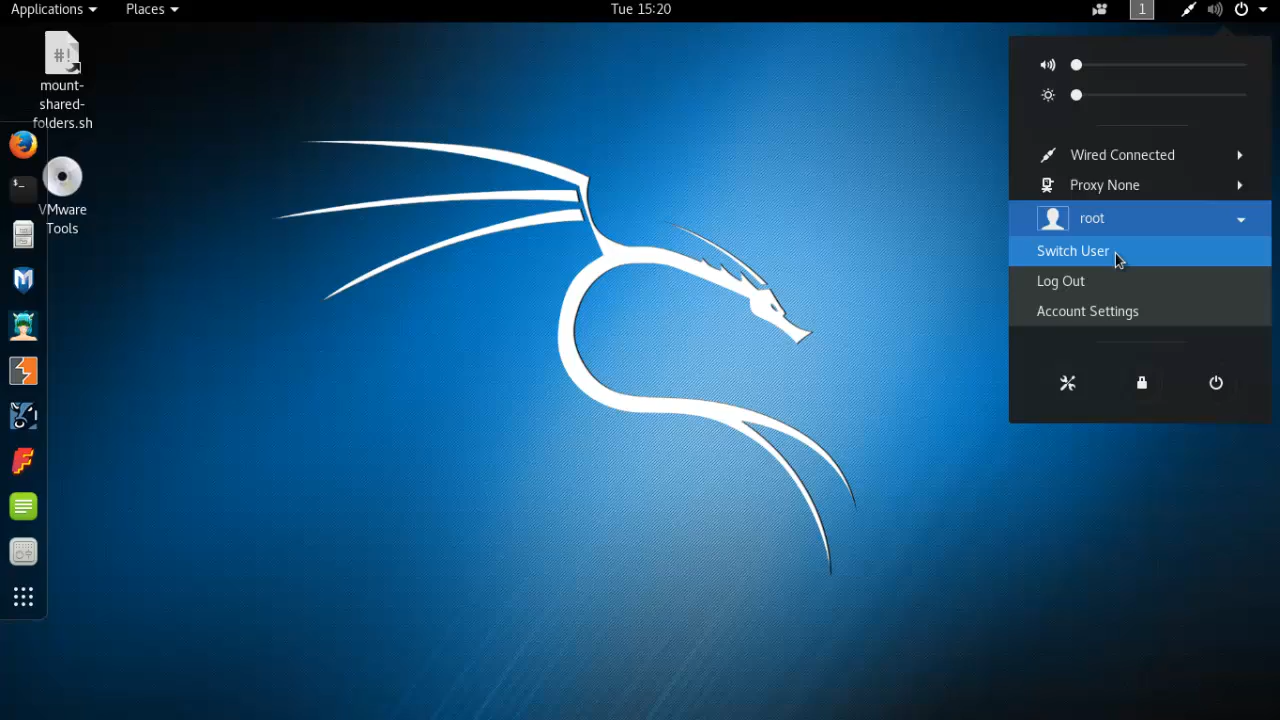 Applications
Places
Tue 15:20
1
#!
mount-
shared-
folders.sh
VMware
Tools
>_
Wired Connected
Proxy None
root
Switch User
Log Out
Account Settings